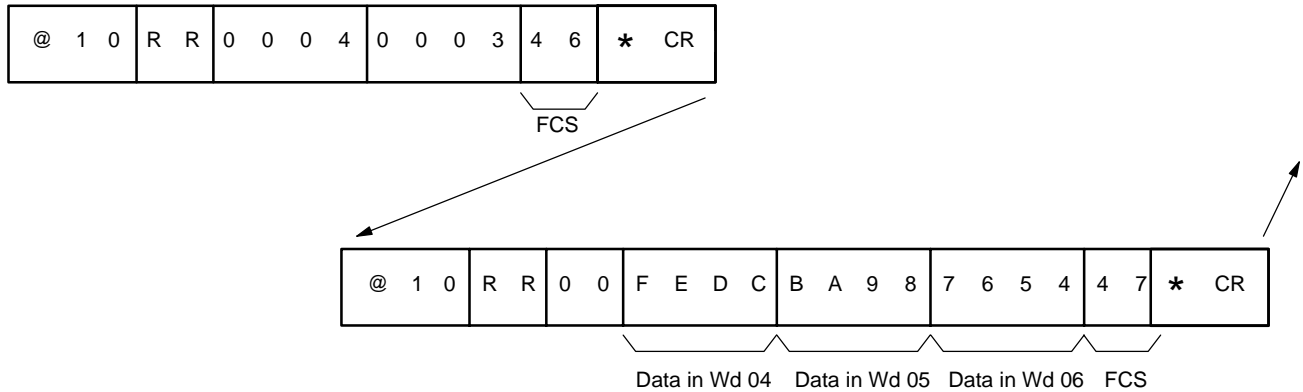 @ 1 0 R R 0 0 0 4 0 0 0 3 4 6 * CR
FCS
@ 1 0 R R 0 0 F E D C B A 9 8 7 6 5 4 4 7 * CR
Data in Wd 04 Data in Wd 05 Data in Wd 06 FCS